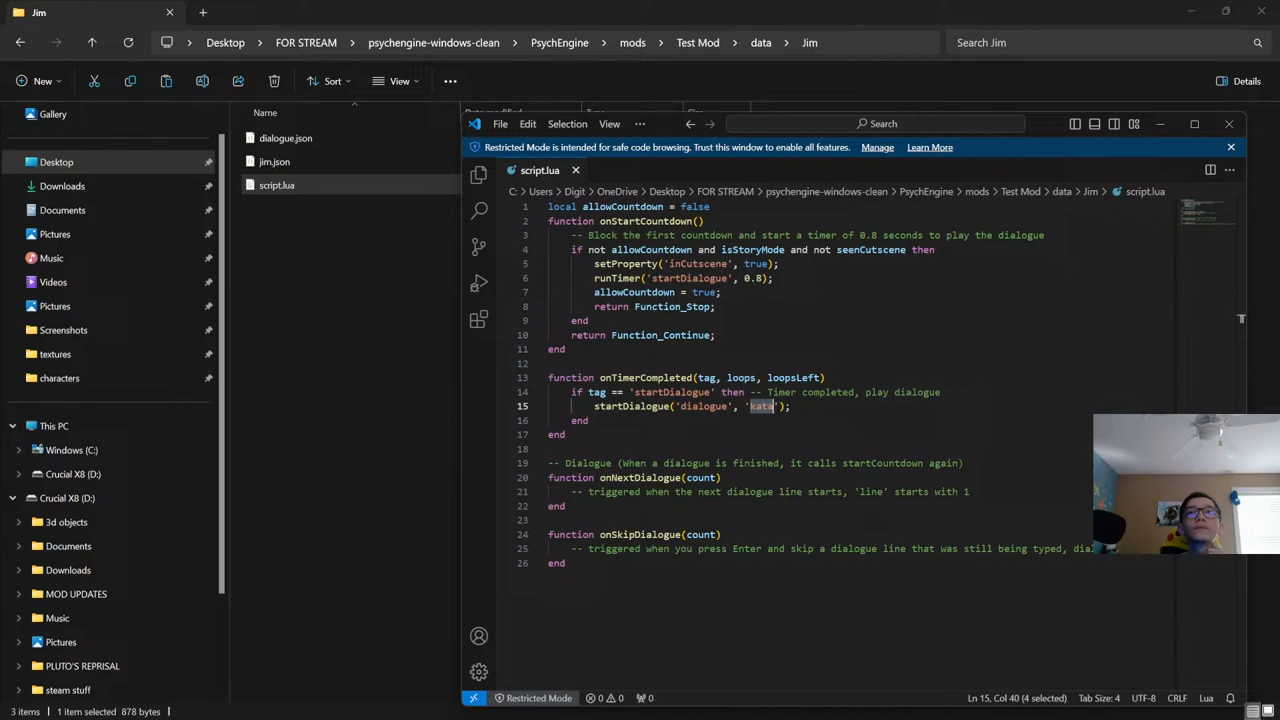 Jim
Desktop
FOR STREAM
psychengine-windows-clean
PsychEngine
mods
Test Mod
data
Jim
Search Jim
New
Sort
View
Details
Gallery
Desktop
Downloads
Documents
Pictures
Music
Videos
Pictures
Screenshots
textures
characters
This PC
Windows (C:)
Crucial X8 (D:)
Crucial X8 (D:)
3d objects
Documents
Downloads
MOD UPDATES
Music
Pictures
PLUTO'S REPRISAL
steam stuff
Name
dialogue.json
jim.json
script.lua
File Edit Selection View
Search
Restricted Mode is intended for safe code browsing. Trust this window to enable all features. Manage Learn More
script.lua
C: > Users > Digit > OneDrive > Desktop > FOR STREAM > psychengine-windows-clean > PsychEngine > mods > Test Mod > data > Jim > script.lua
1 local allowCountdown = false
2 function onStartCountdown()
3 -- Block the first countdown and start a timer of 0.8 seconds to play the dialogue
4 if not allowCountdown and isStoryMode and not seenCutscene then
5 setProperty('inCutscene', true);
6 runTimer('startDialogue', 0.8);
7 allowCountdown = true;
8 return Function_Stop;
9 end
10 return Function_Continue;
11 end
12
13 function onTimerCompleted(tag, loops, loopsLeft)
14 if tag == 'startDialogue' then -- Timer completed, play dialogue
15 startDialogue('dialogue', 'kata');
16 end
17 end
18
19 -- Dialogue (When a dialogue is finished, it calls startCountdown again)
20 function onNextDialogue(count)
21 -- triggered when the next dialogue line starts, 'line' starts with 1
22 end
23
24 function onSkipDialogue(count)
25 -- triggered when you press Enter and skip a dialogue line that was still being typed, dial
26 end
Restricted Mode
0 0
0
Ln 15, Col 40 (4 selected)
Tab Size: 4
UTF-8
CRLF
Lua
3 items
1 item selected 878 bytes